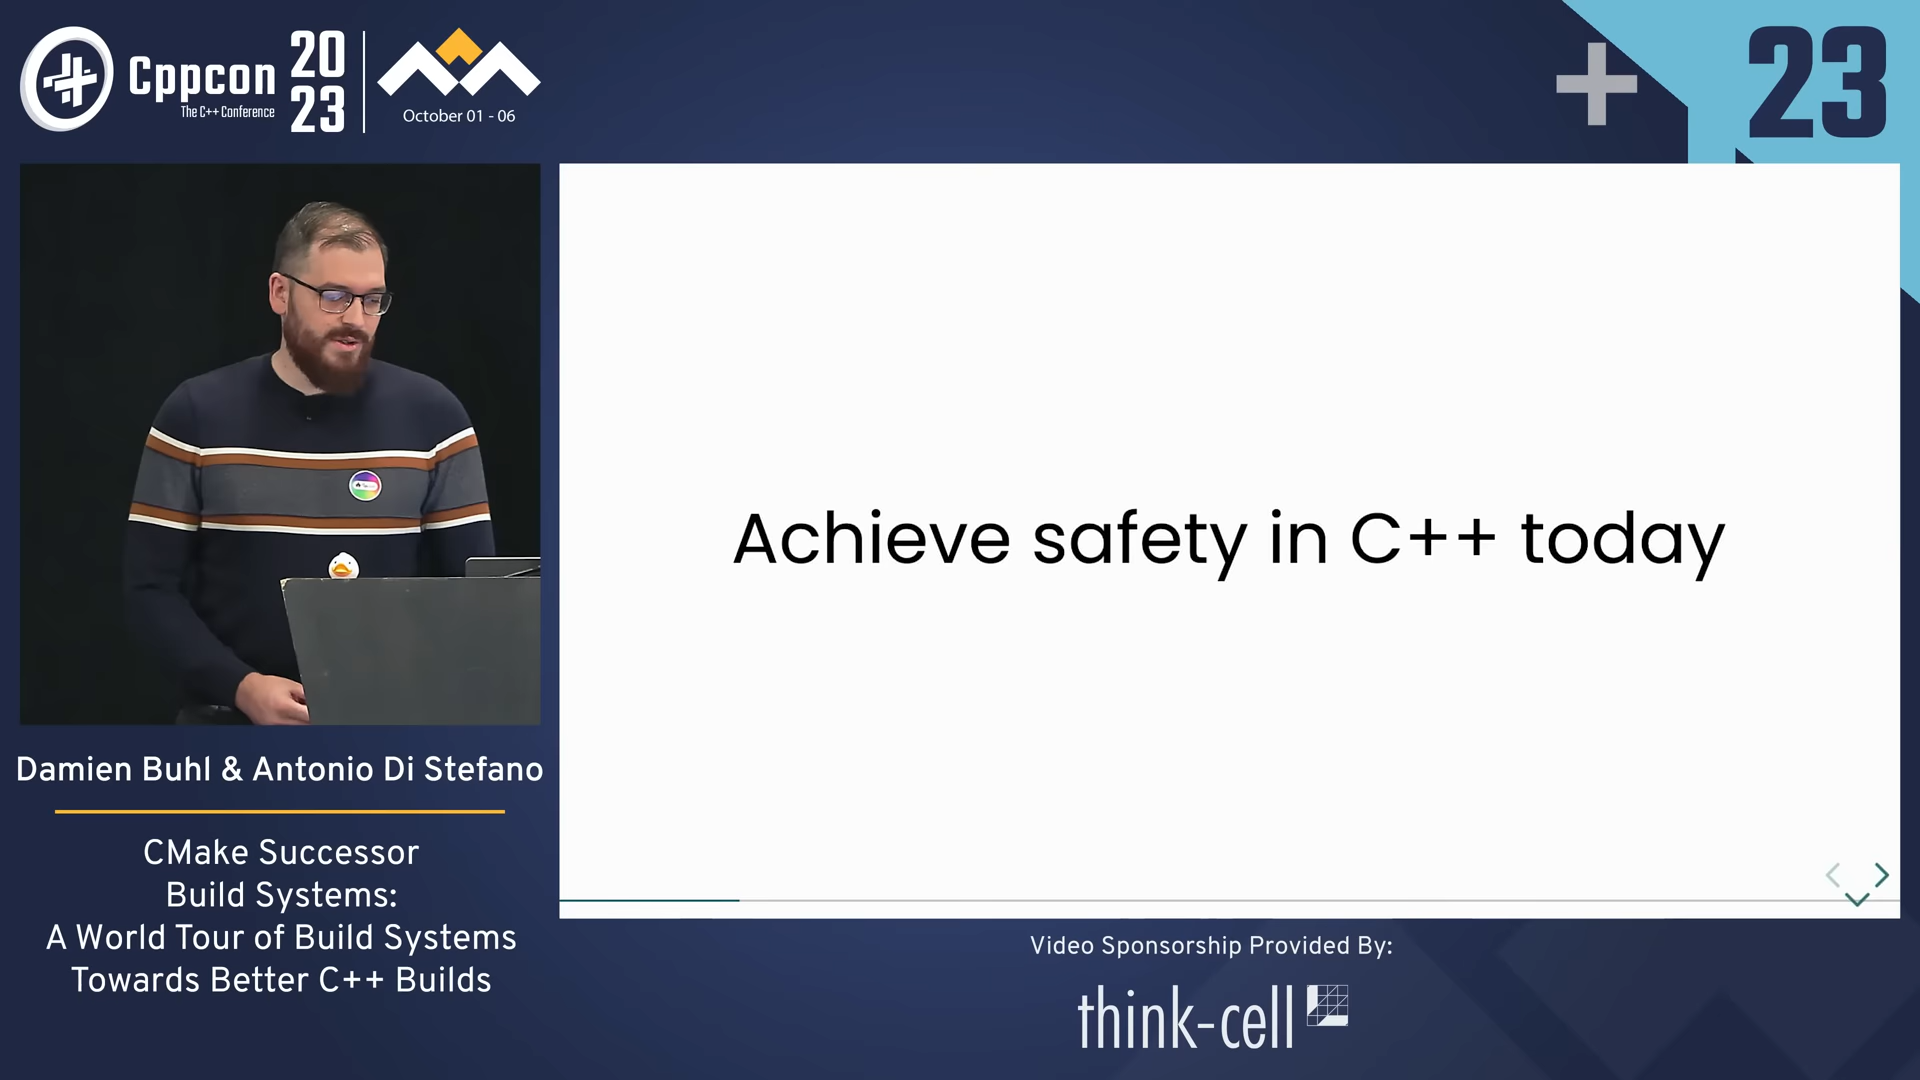 Cppcon
The C++ Conference
20
23
October 01 - 06
23
Achieve safety in C++ today
Damien Buhl & Antonio Di Stefano
CMake Successor
Build Systems:
A World Tour of Build Systems
Towards Better C++ Builds
Video Sponsorship Provided By:
think-cell